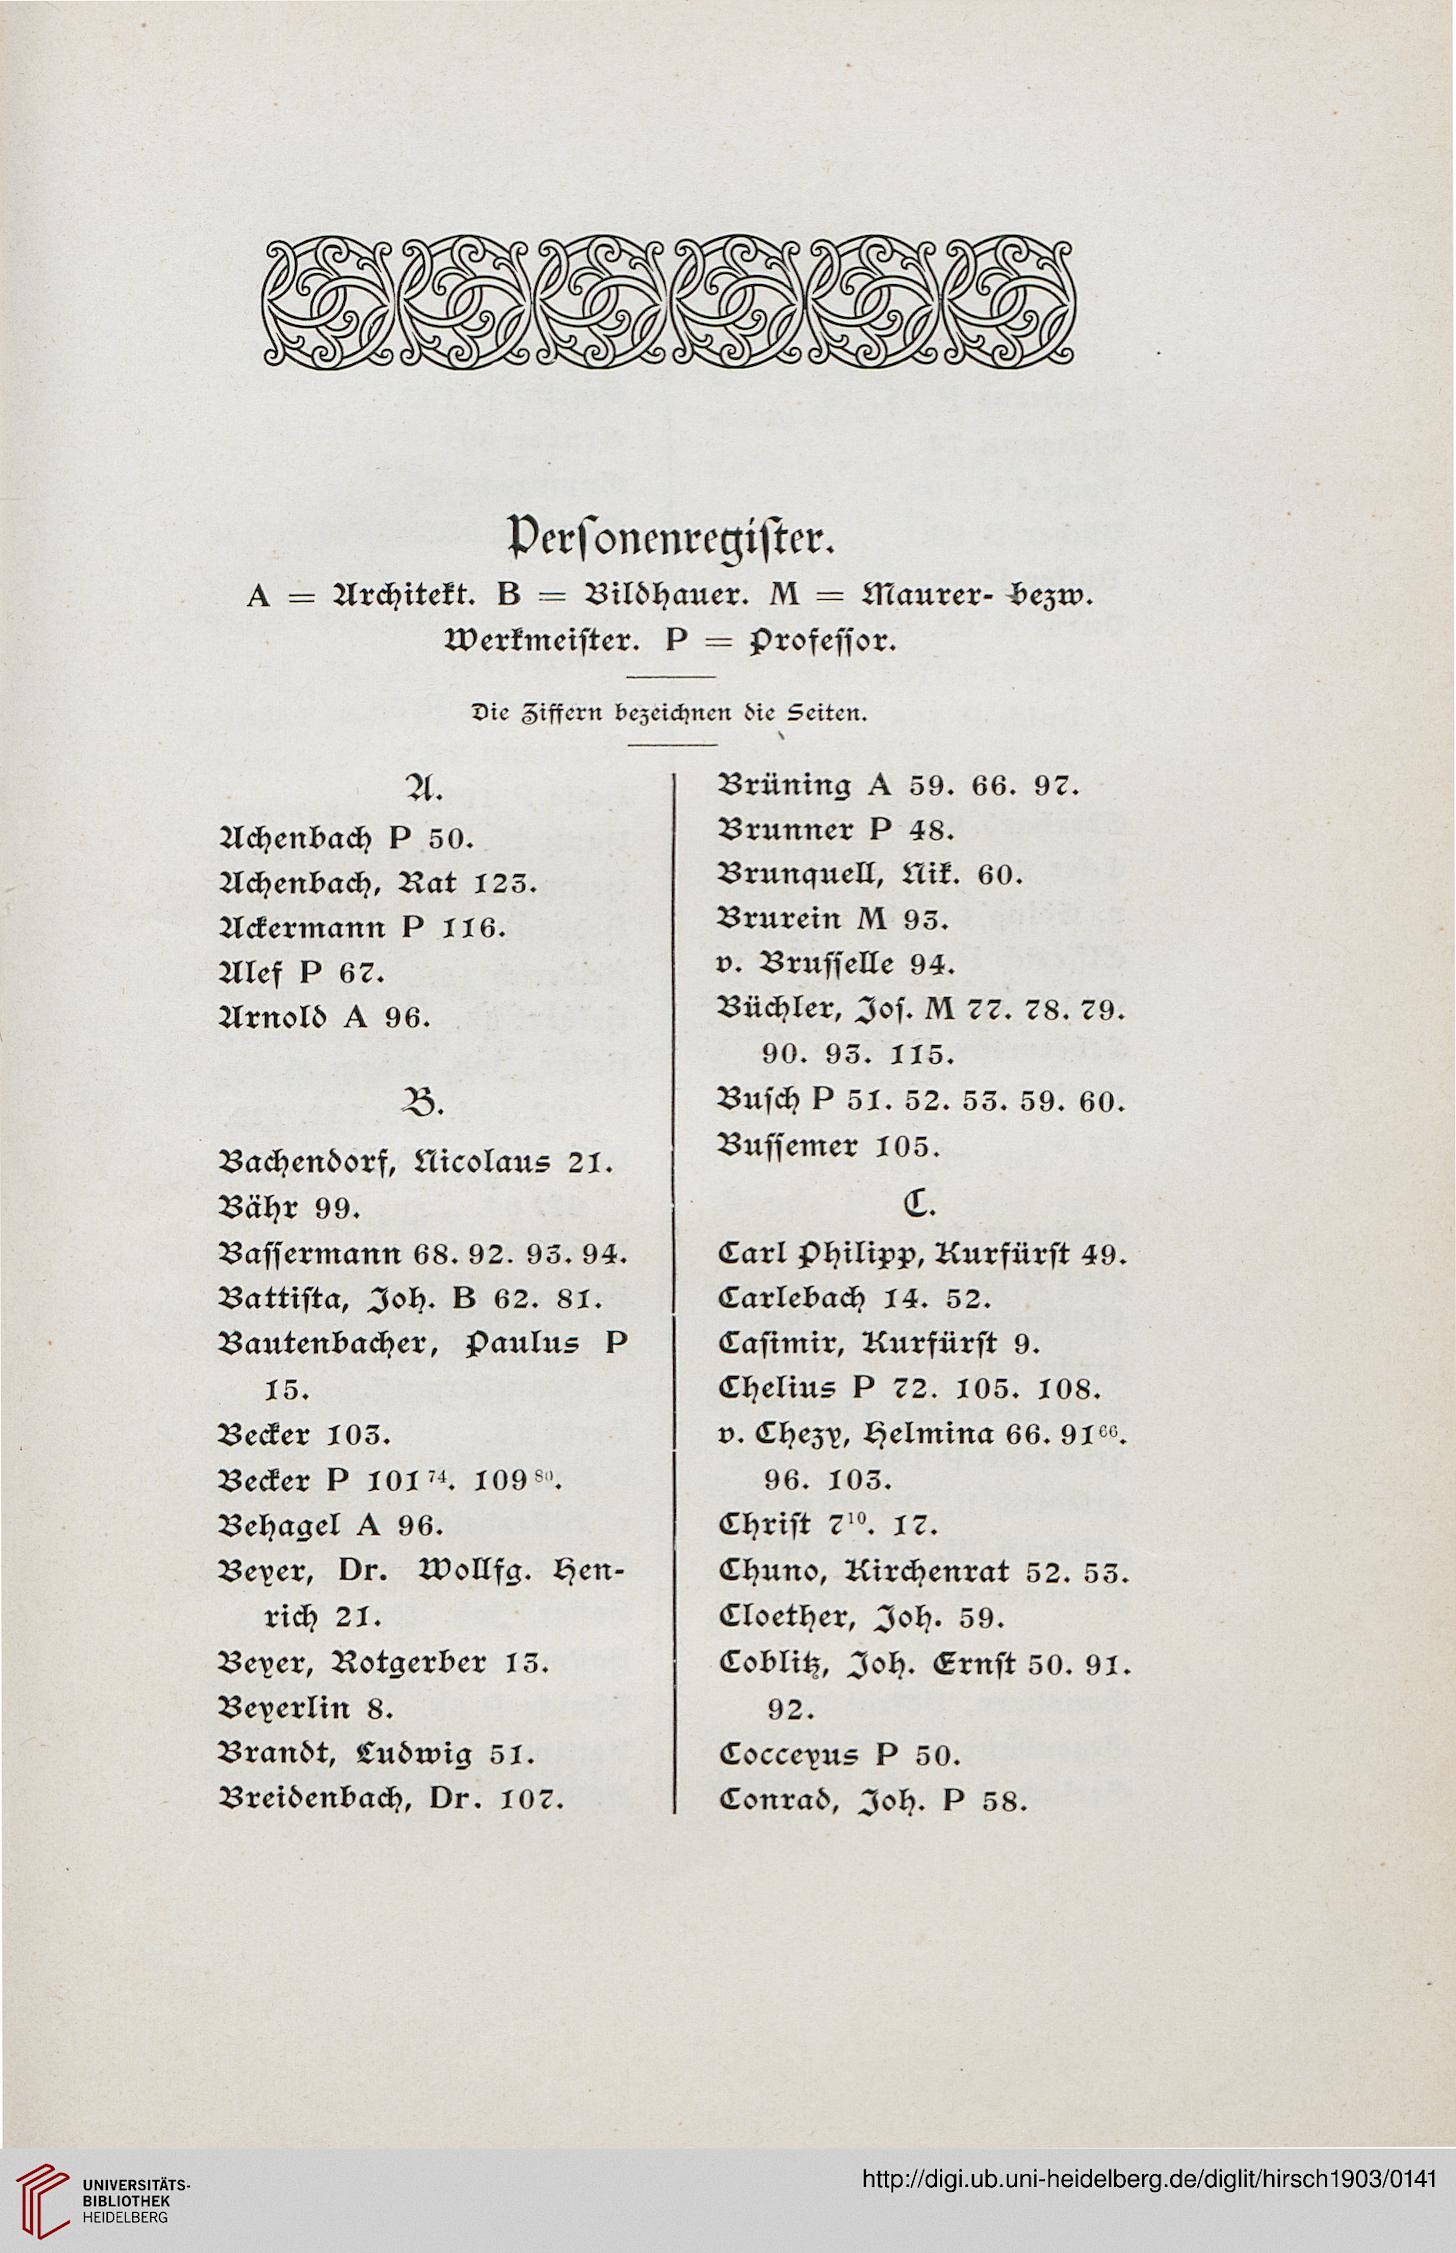 Personenregister.
A = Architekt. B = Bildhauer. M = Maurer- bezw.
Werkmeister. P = Professor.
Die Ziffern bezeichnen die Seiten.
A.
Achenbach P 50.
Achenbach, Rat 123.
Ackermann P 116.
Alef P 67.
Arnold A 96.
B.
Bachendorf, Nicolaus 21.
Bähr 99.
Bassermann 68. 92. 93. 94.
Battista, Joh. B 62. 81.
Bautenbacher, Paulus P
15.
Becker 103.
Becker P 101⁷⁴. 109⁸⁰.
Behagel A 96.
Beyer, Dr. Wollfg. Hen-
rich 21.
Beyer, Rotgerber 13.
Beyerlin 8.
Brandt, Ludwig 51.
Breidenbach, Dr. 107.
Brüning A 59. 66. 97.
Brunner P 48.
Brunquell, Nik. 60.
Brurein M 93.
v. Brusselle 94.
Büchler, Jos. M 77. 78. 79.
90. 93. 115.
Busch P 51. 52. 53. 59. 60.
Bussemer 105.
C.
Carl Philipp, Kurfürst 49.
Carlebach 14. 52.
Casimir, Kurfürst 9.
Chelius P 72. 105. 108.
v. Chezy, Helmina 66. 91⁶⁶.
96. 103.
Christ 7¹⁰. 17.
Chuno, Kirchenrat 52. 53.
Cloether, Joh. 59.
Coblitz, Joh. Ernst 50. 91.
92.
Cocceyus P 50.
Conrad, Joh. P 58.
UNIVERSITÄTS-
BIBLIOTHEK
HEIDELBERG
http://digi.ub.uni-heidelberg.de/diglit/hirsch1903/0141